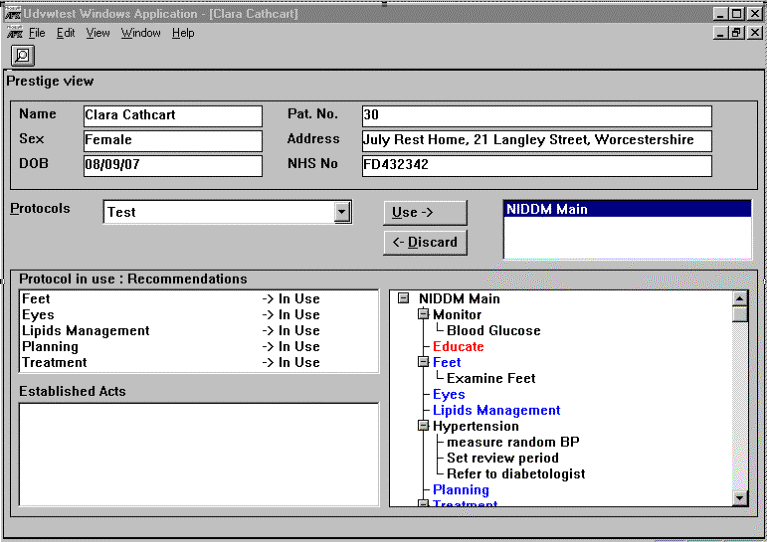 Udvwtest Windows Application - [Clara Cathcart]
File Edit View Window Help
Prestige view
Name Clara Cathcart Pat. No. 30
Sex Female Address July Rest Home, 21 Langley Street, Worcestershire
DOB 08/09/07 NHS No FD432342
Protocols Test Use -> NIDDM Main
<- Discard
Protocol in use : Recommendations
Feet -> In Use
Eyes -> In Use
Lipids Management -> In Use
Planning -> In Use
Treatment -> In Use
Established Acts
NIDDM Main
Monitor
Blood Glucose
Educate
Feet
Examine Feet
Eyes
Lipids Management
Hypertension
measure random BP
Set review period
Refer to diabetologist
Planning
Treatment